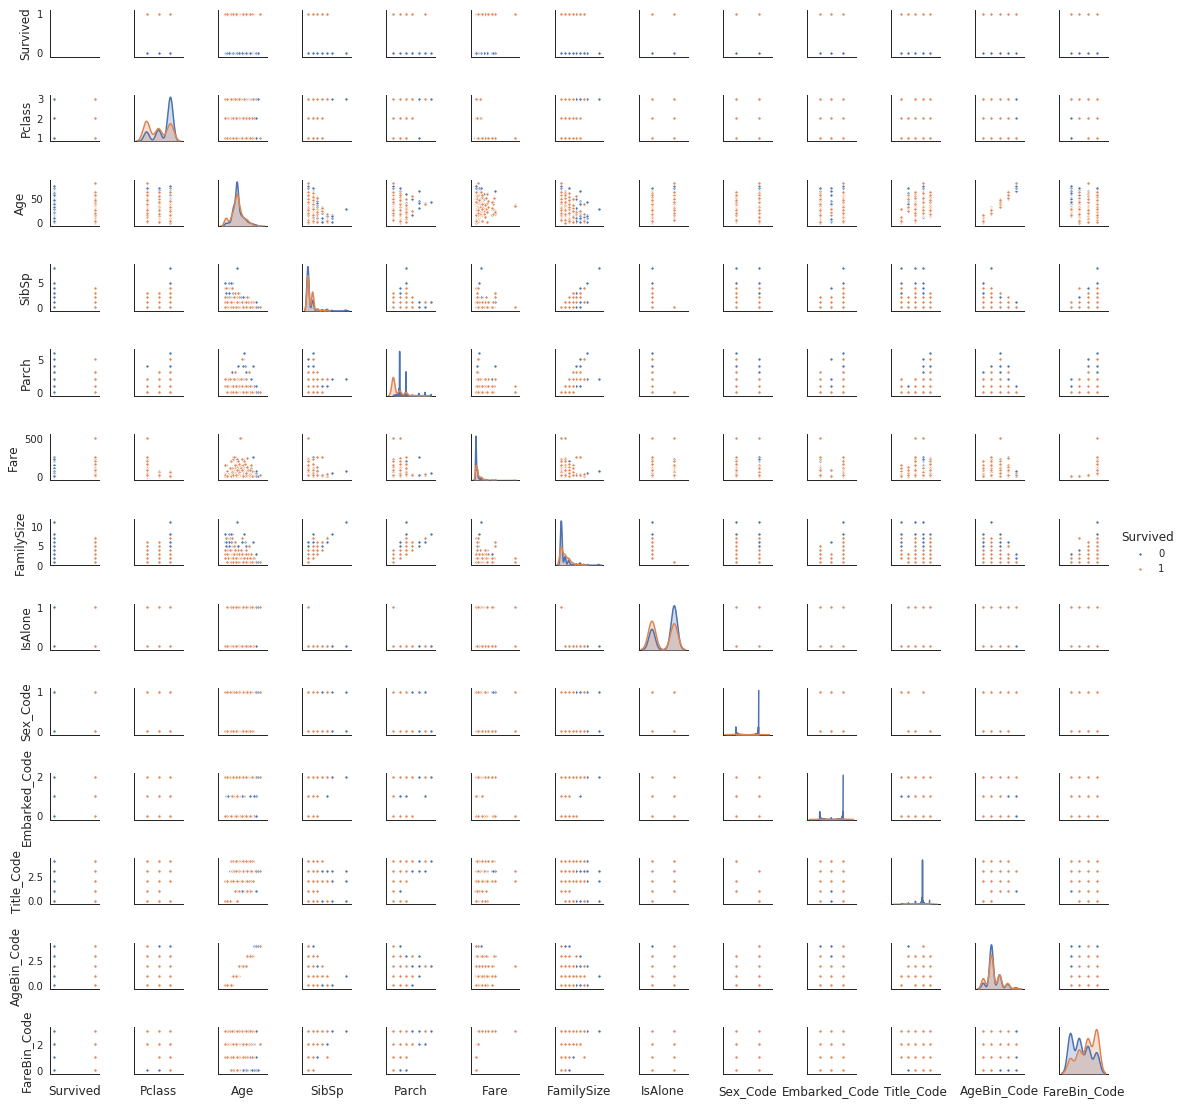 Survived
1
0
Pclass
3
2
1
Age
50
0
SibSp
5
0
Parch
5
0
Fare
500
0
FamilySize
10
5
0
IsAlone
1
0
Sex_Code
1
0
Embarked_Code
2
0
Title_Code
2.5
0.0
AgeBin_Code
2.5
0.0
FareBin_Code
2
0
Survived Pclass Age SibSp Parch Fare FamilySize IsAlone Sex_Code Embarked_Code Title_Code AgeBin_Code FareBin_Code
Survived
0
1